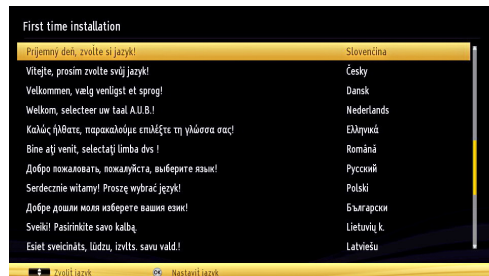 First time installation
Príjemný deň, zvoľte si jazyk! Slovenčina
Vítejte, prosím zvolte svůj jazyk! Česky
Velkommen, vælg venligst et sprog! Dansk
Welkom, selecteer uw taal A.U.B.! Nederlands
Καλώς ήλθατε, παρακαλούμε επιλέξτε τη γλώσσα σας! Ελληνικά
Bine aţi venit, selectaţi limba dvs ! Română
Добро пожаловать, пожалуйста, выберите язык! Русский
Serdecznie witamy! Proszę wybrać język! Polski
Добре дошли моля изберете вашия език! Български
Sveiki! Pasirinkite savo kalbą. Lietuvių k.
Esiet sveicināts, lūdzu, izvlts. savu vald.! Latviešu
Zvoliť jazyk OK Nastaviť jazyk